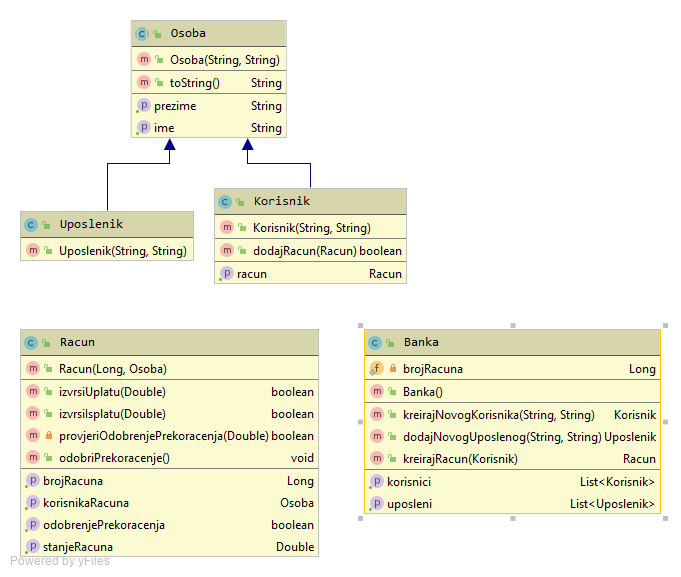 Osoba
Osoba(String, String)
toString() String
prezime String
ime String
Uposlenik
Uposlenik(String, String)
Korisnik
Korisnik(String, String)
dodajRacun(Racun) boolean
racun Racun
Racun
Racun(Long, Osoba)
izvrsiUplatu(Double) boolean
izvrsiIsplatu(Double) boolean
provjeriOdobrenjePrekoracenja(Double) boolean
odobriPrekoracenje() void
brojRacuna Long
korisnikaRacuna Osoba
odobrenjePrekoracenja boolean
stanjeRacuna Double
Banka
brojRacuna Long
Banka()
kreirajNovogKorisnika(String, String) Korisnik
dodajNovogUposlenog(String, String) Uposlenik
kreirajRacun(Korisnik) Racun
korisnici List<Korisnik>
uposleni List<Uposlenik>
Powered by yFiles